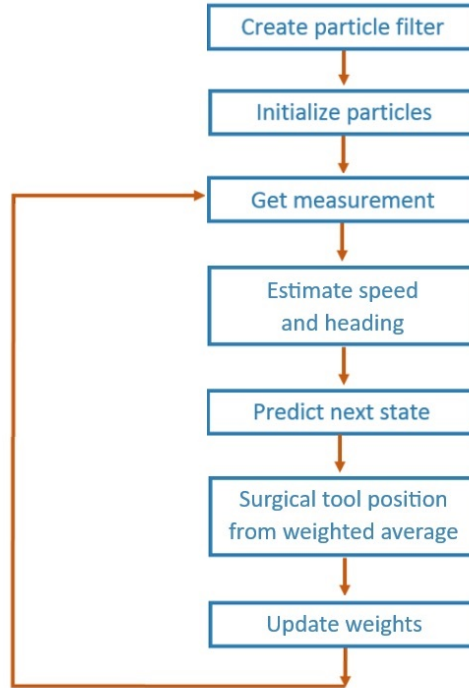 Create particle filter
Initialize particles
Get measurement
Estimate speed
and heading
Predict next state
Surgical tool position
from weighted average
Update weights